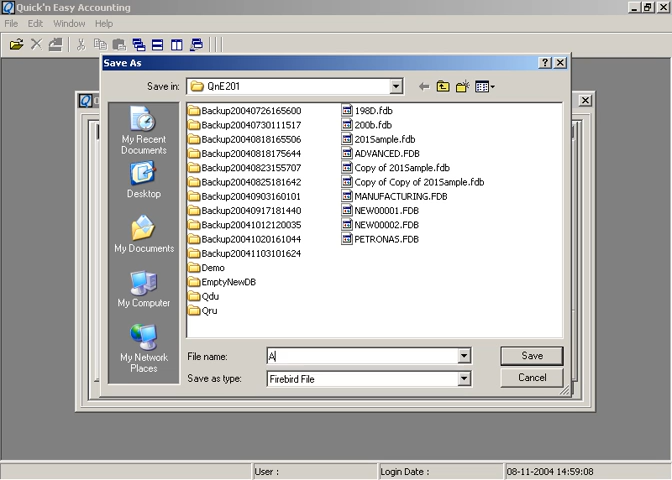 Quick'n Easy Accounting
File Edit Window Help
Save As
Save in: QnE201
My Recent
Documents
Desktop
My Documents
My Computer
My Network
Places
Backup20040726165600
Backup20040730111517
Backup20040818165506
Backup20040818175644
Backup20040823155707
Backup20040825181642
Backup20040903160101
Backup20040917181440
Backup20041012120035
Backup20041020161044
Backup20041103101624
Demo
EmptyNewDB
Qdu
Qru
198D.fdb
200b.fdb
201Sample.fdb
ADVANCED.FDB
Copy of 201Sample.fdb
Copy of Copy of 201Sample.fdb
MANUFACTURING.FDB
NEW00001.FDB
NEW00002.FDB
PETRONAS.FDB
File name: A Save
Save as type: Firebird File Cancel
User : Login Date : 08-11-2004 14:59:08